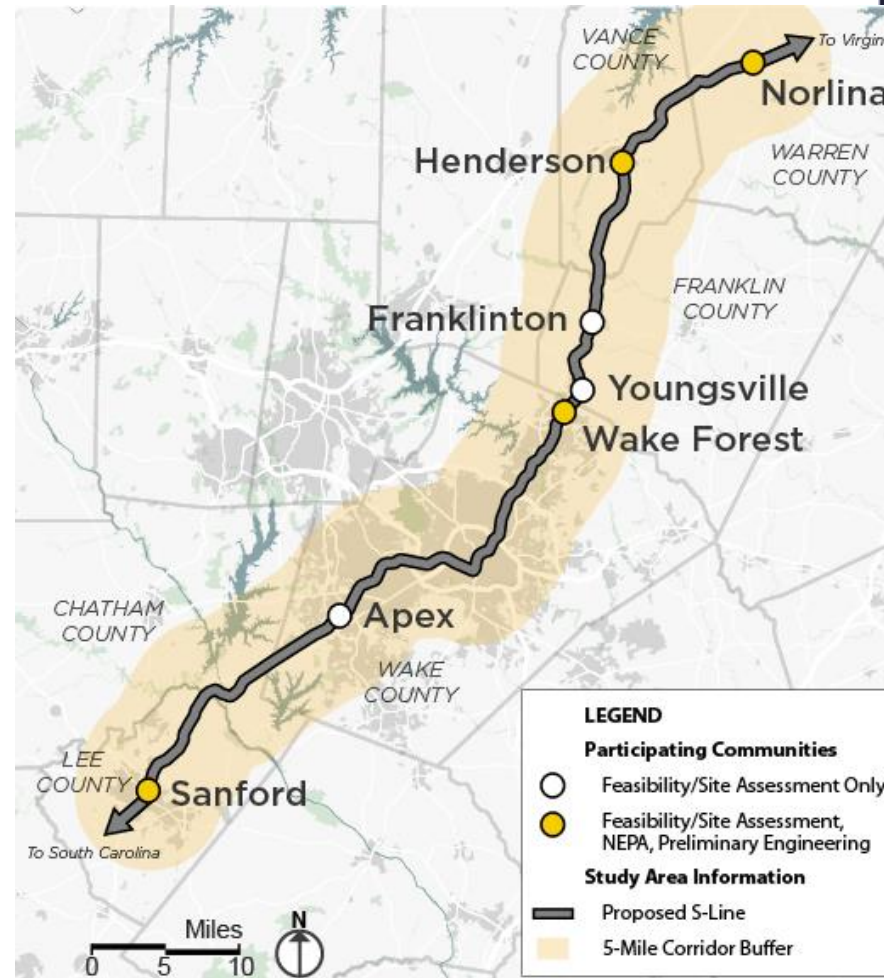 VANCE
COUNTY
To Virgin
Norlina
Henderson
WARREN
COUNTY
FRANKLIN
COUNTY
Franklinton
Youngsville
Wake Forest
CHATHAM
COUNTY
Apex
WAKE
COUNTY
LEE
COUNTY
Sanford
To South Carolina
LEGEND
Participating Communities
Feasibility/Site Assessment Only
Feasibility/Site Assessment,
NEPA, Preliminary Engineering
Study Area Information
Proposed S-Line
5-Mile Corridor Buffer
Miles
0 5 10
N